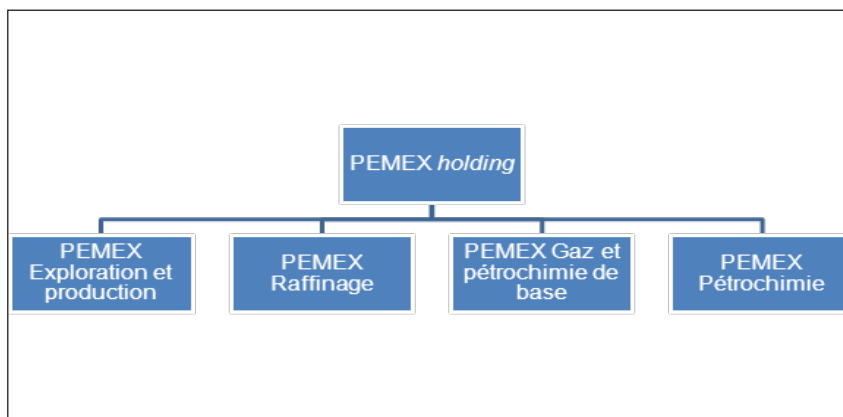 PEMEX holding
PEMEX
Exploration et
production
PEMEX
Raffinage
PEMEX Gaz et
pétrochimie de
base
PEMEX
Pétrochimie